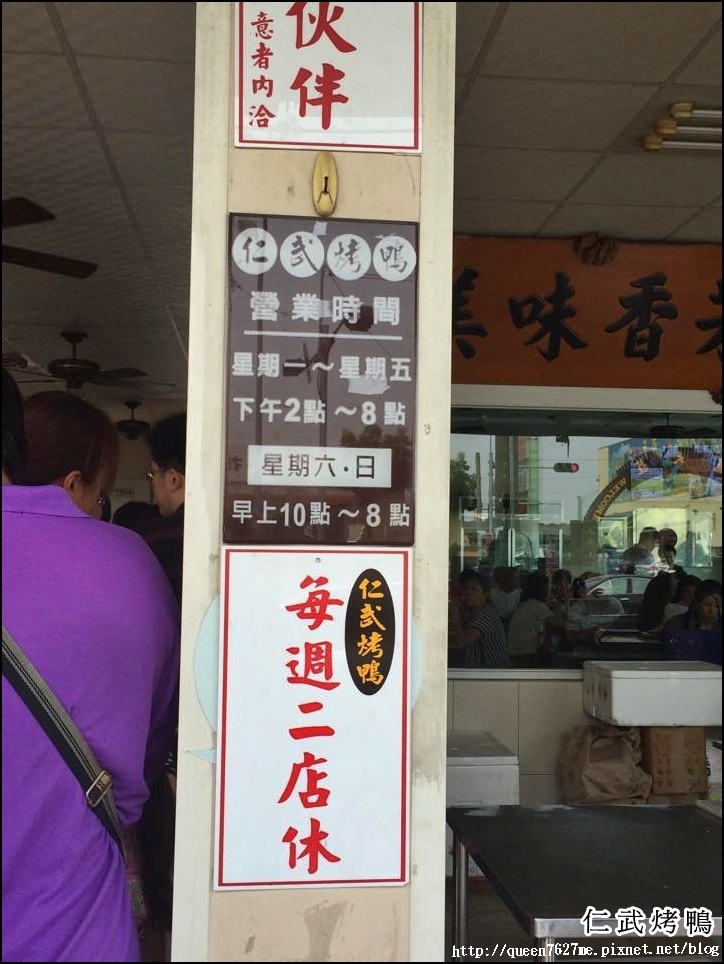 伙伴
意者內洽
仁武烤鴨
營業時間
星期一～星期五
下午2點～8點
星期六·日
早上10點～8點
仁武烤鴨
每週二店休
美味香
仁武烤鴨
http://queen7627me.pixnet.net/blog